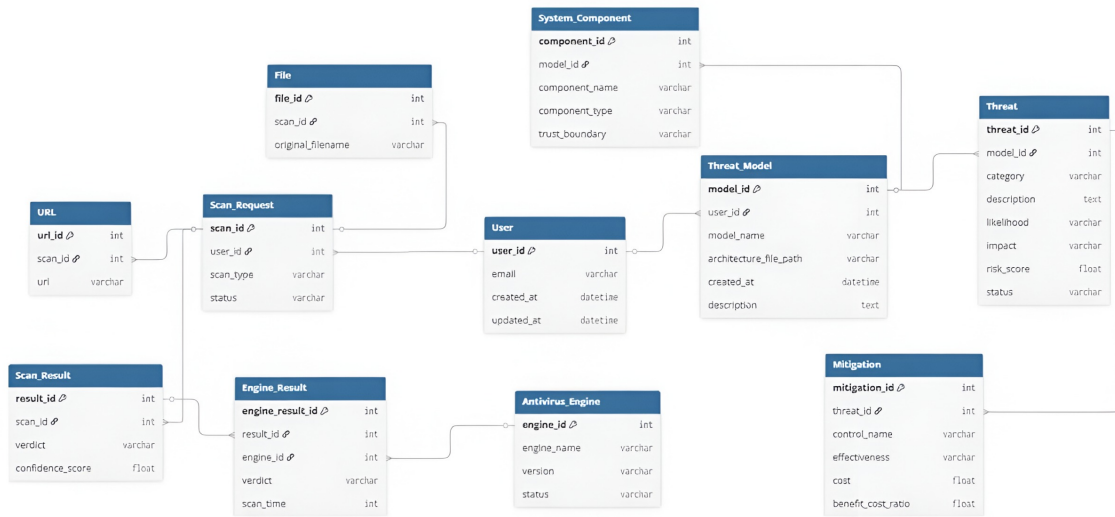 System_Component
component_id int
model_id int
component_name varchar
component_type varchar
trust_boundary varchar
File
file_id int
scan_id int
original_filename varchar
Threat
threat_id int
model_id int
category varchar
description text
likelihood varchar
impact varchar
risk_score float
status varchar
Threat_Model
model_id int
user_id int
model_name varchar
architecture_file_path varchar
created_at datetime
description text
URL
url_id int
scan_id int
url varchar
Scan_Request
scan_id int
user_id int
scan_type varchar
status varchar
User
user_id int
email varchar
created_at datetime
updated_at datetime
Scan_Result
result_id int
scan_id int
verdict varchar
confidence_score float
Engine_Result
engine_result_id int
result_id int
engine_id int
verdict varchar
scan_time int
Antivirus_Engine
engine_id int
engine_name varchar
version varchar
status varchar
Mitigation
mitigation_id int
threat_id int
control_name varchar
effectiveness varchar
cost float
benefit_cost_ratio float